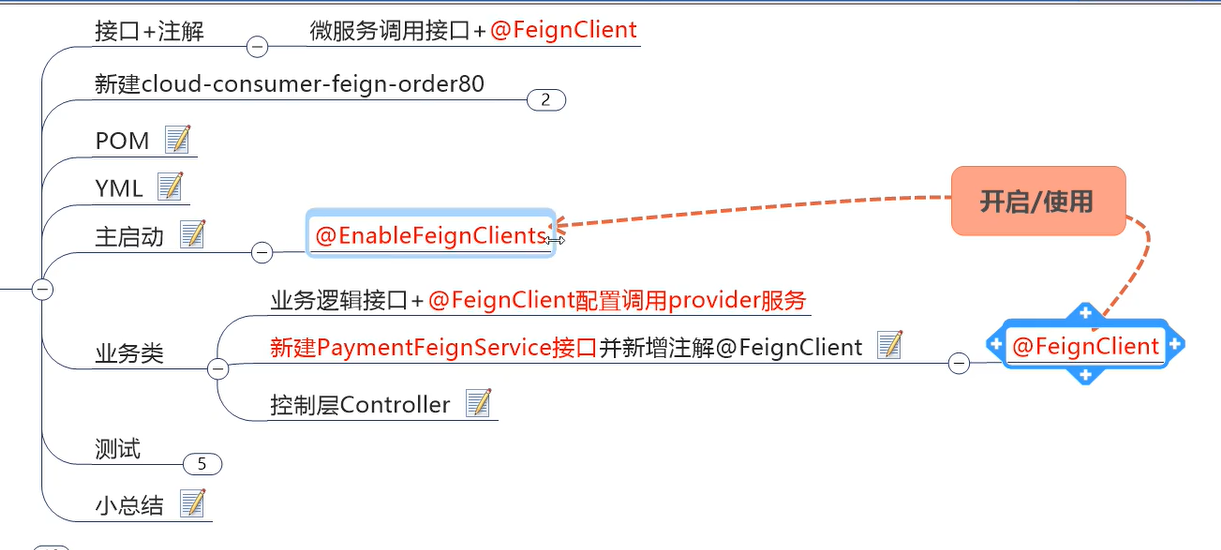 接口+注解
微服务调用接口+@FeignClient
新建cloud-consumer-feign-order80
2
POM
YML
主启动
@EnableFeignClients
开启/使用
业务类
业务逻辑接口+@FeignClient配置调用provider服务
新建PaymentFeignService接口并新增注解@FeignClient
@FeignClient
控制层Controller
测试
5
小总结